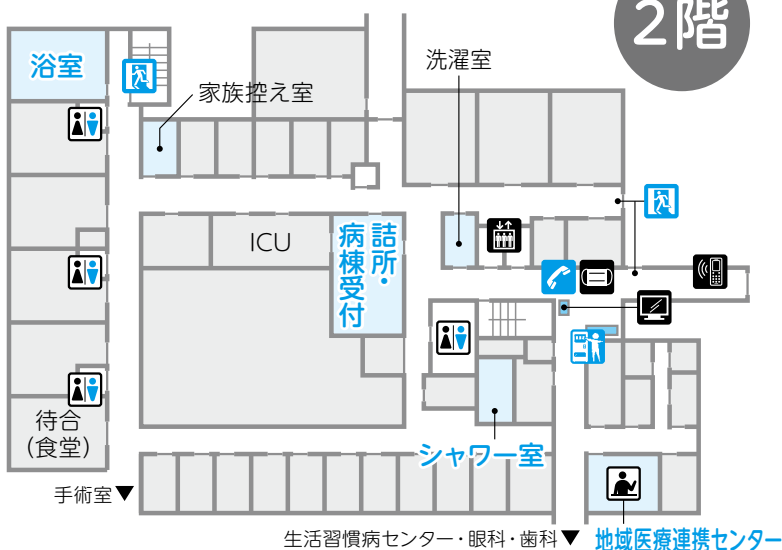 2階
浴室
家族控え室
洗濯室
ICU
詰所・
病棟受付
待合
(食堂)
シャワー室
手術室▼
生活習慣病センター・眼科・歯科▼
地域医療連携センター